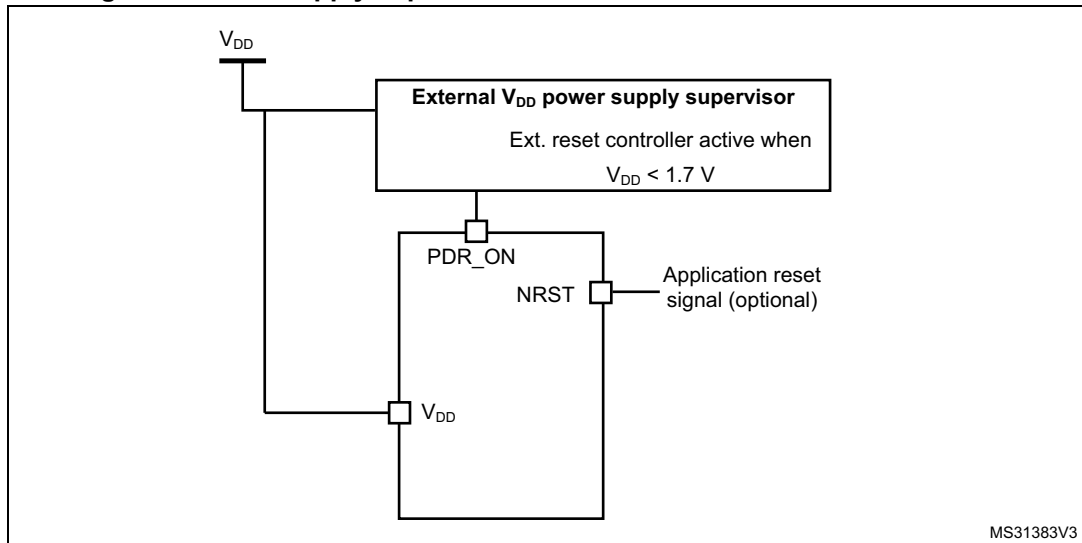 V_DD
External V_DD power supply supervisor
Ext. reset controller active when
V_DD < 1.7 V
PDR_ON
NRST
Application reset
signal (optional)
V_DD
MS31383V3